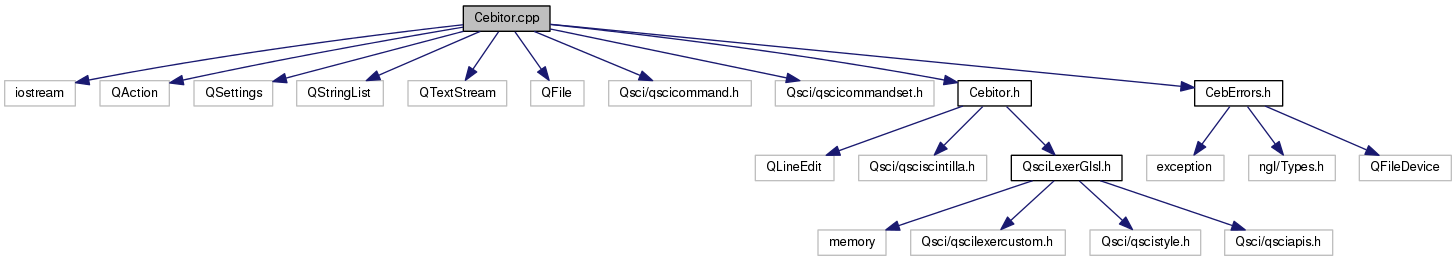 Cebitor.cpp
iostream
QAction
QSettings
QStringList
QTextStream
QFile
Qsci/qscicommand.h
Qsci/qscicommandset.h
Cebitor.h
CebErrors.h
QLineEdit
Qsci/qsciscintilla.h
QsciLexerGlsl.h
exception
ngl/Types.h
QFileDevice
memory
Qsci/qscilexercustom.h
Qsci/qscistyle.h
Qsci/qsciapis.h